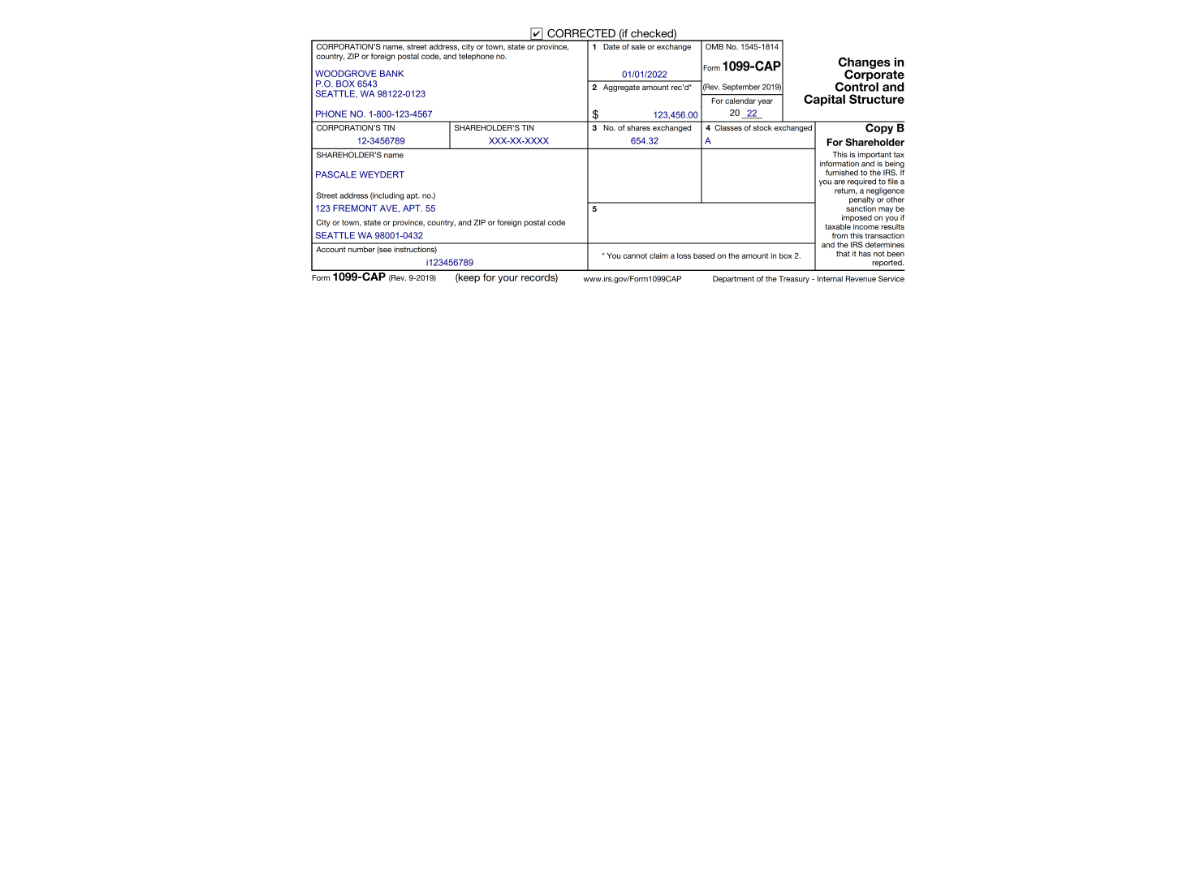 ✔ CORRECTED (if checked)
CORPORATION'S name, street address, city or town, state or province,
country, ZIP or foreign postal code, and telephone no.
WOODGROVE BANK
P.O. BOX 6543
SEATTLE, WA 98122-0123
PHONE NO. 1-800-123-4567
1 Date of sale or exchange
01/01/2022
2 Aggregate amount rec'd*
$ 123,456.00
OMB No. 1545-1814
Form 1099-CAP
(Rev. September 2019)
For calendar year
20 22
Changes in
Corporate
Control and
Capital Structure
CORPORATION'S TIN
12-3456789
SHAREHOLDER'S TIN
XXX-XX-XXXX
3 No. of shares exchanged
654.32
4 Classes of stock exchanged
A
Copy B
For Shareholder
This is important tax
information and is being
furnished to the IRS. If
you are required to file a
return, a negligence
penalty or other
sanction may be
imposed on you if
taxable income results
from this transaction
and the IRS determines
that it has not been
reported.
SHAREHOLDER'S name
PASCALE WEYDERT
Street address (including apt. no.)
123 FREMONT AVE, APT. 55
5
City or town, state or province, country, and ZIP or foreign postal code
SEATTLE WA 98001-0432
Account number (see instructions)
i123456789
* You cannot claim a loss based on the amount in box 2.
Form 1099-CAP (Rev. 9-2019) (keep for your records) www.irs.gov/Form1099CAP Department of the Treasury - Internal Revenue Service